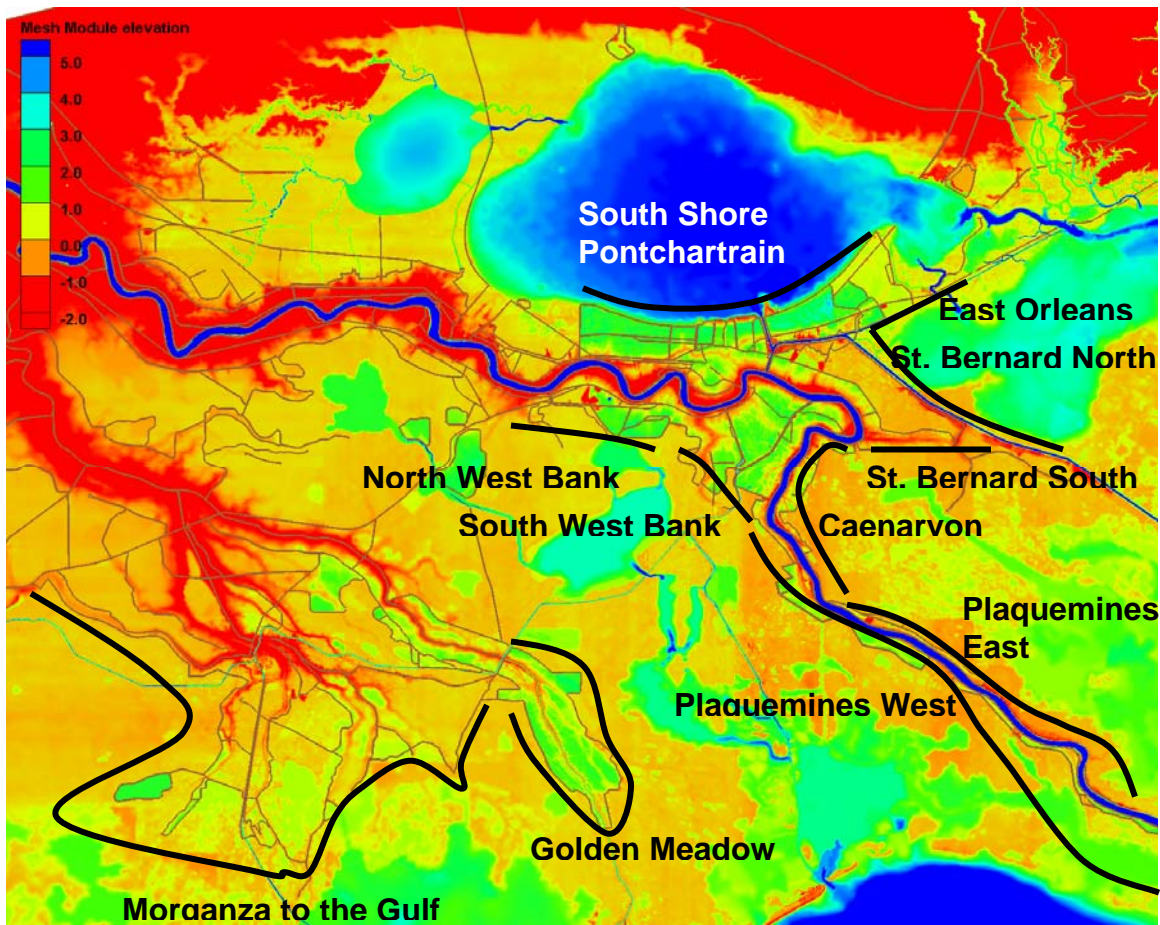 Mesh Module elevation
5.0
4.0
3.0
2.0
1.0
0.0
-1.0
-2.0
South Shore
Pontchartrain
East Orleans
St. Bernard North
North West Bank
St. Bernard South
South West Bank
Caenarvon
Plaquemines
East
Plaquemines West
Golden Meadow
Morganza to the Gulf